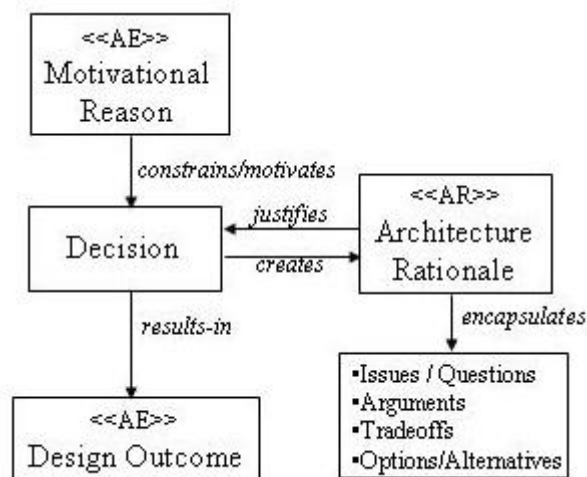 <<AE>>
Motivational
Reason
constrains/motivates
<<AR>>
Architecture
Rationale
justifies
Decision
creates
encapsulates
results-in
▪Issues / Questions
▪Arguments
▪Tradeoffs
▪Options/Alternatives
<<AE>>
Design Outcome